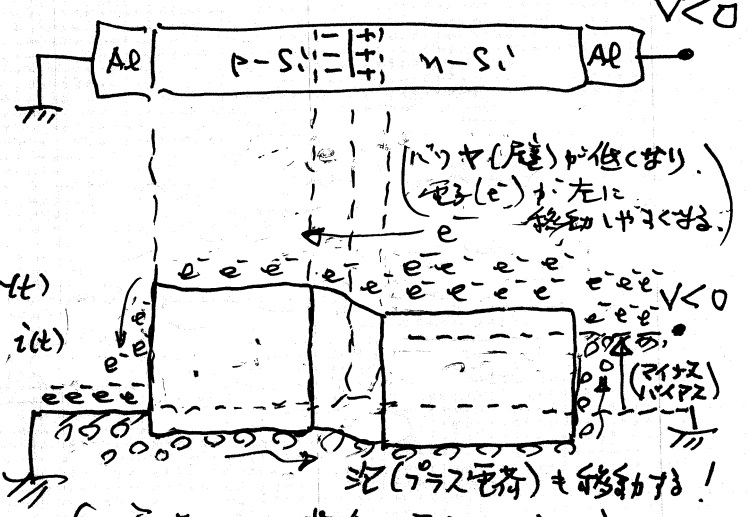 V<0
Al
p-Si
- +
- +
- +
n-Si
Al
(バリヤ(障壁)が低くなり、
電子(e⁻)が左に
移動しやすくなる。)
e⁻
e⁻ e⁻ e⁻ e⁻ e⁻ e⁻ e⁻ e⁻ e⁻
e⁻ e⁻ e⁻ e⁻
e⁻ e⁻ e⁻
e⁻ e⁻ e⁻
V<0
(t)
i(t)
e⁻
e⁻
e⁻
e⁻ e⁻ e⁻ e⁻
(マイナス
バイアス)
泡(プラス電荷)も移動する!